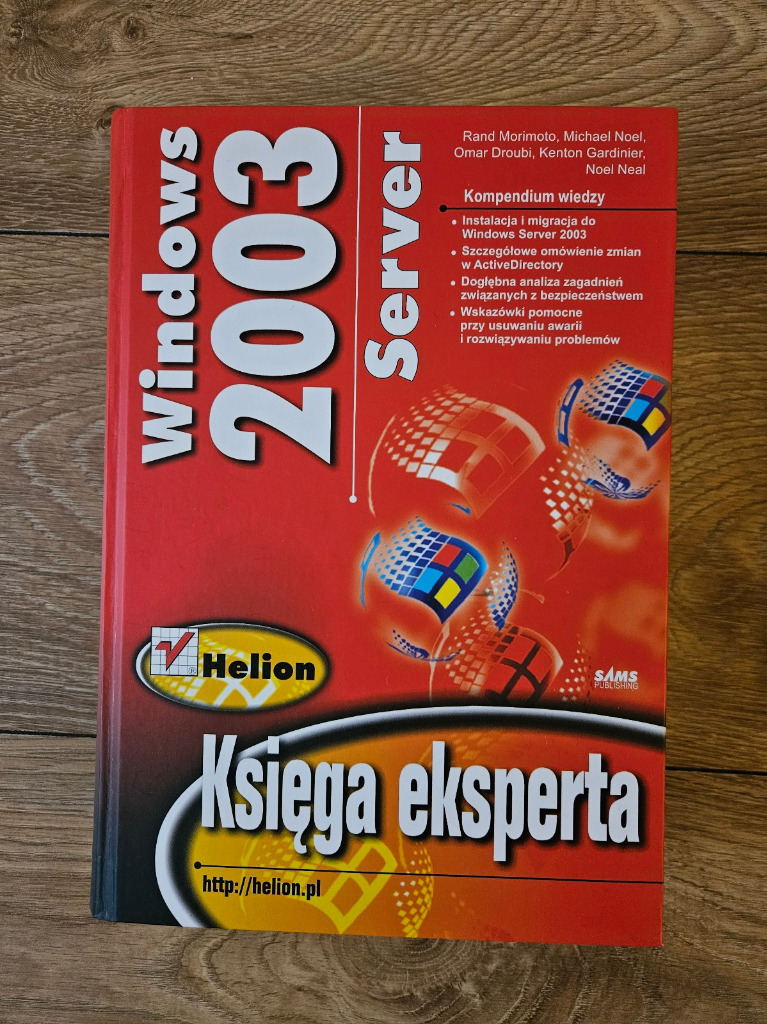 Windows
2003
Server
Rand Morimoto, Michael Noel,
Omar Droubi, Kenton Gardinier,
Noel Neal
Kompendium wiedzy
• Instalacja i migracja do
Windows Server 2003
• Szczegółowe omówienie zmian
w ActiveDirectory
• Dogłębna analiza zagadnień
związanych z bezpieczeństwem
• Wskazówki pomocne
przy usuwaniu awarii
i rozwiązywaniu problemów
Helion
SAMS
PUBLISHING
Księga eksperta
http://helion.pl